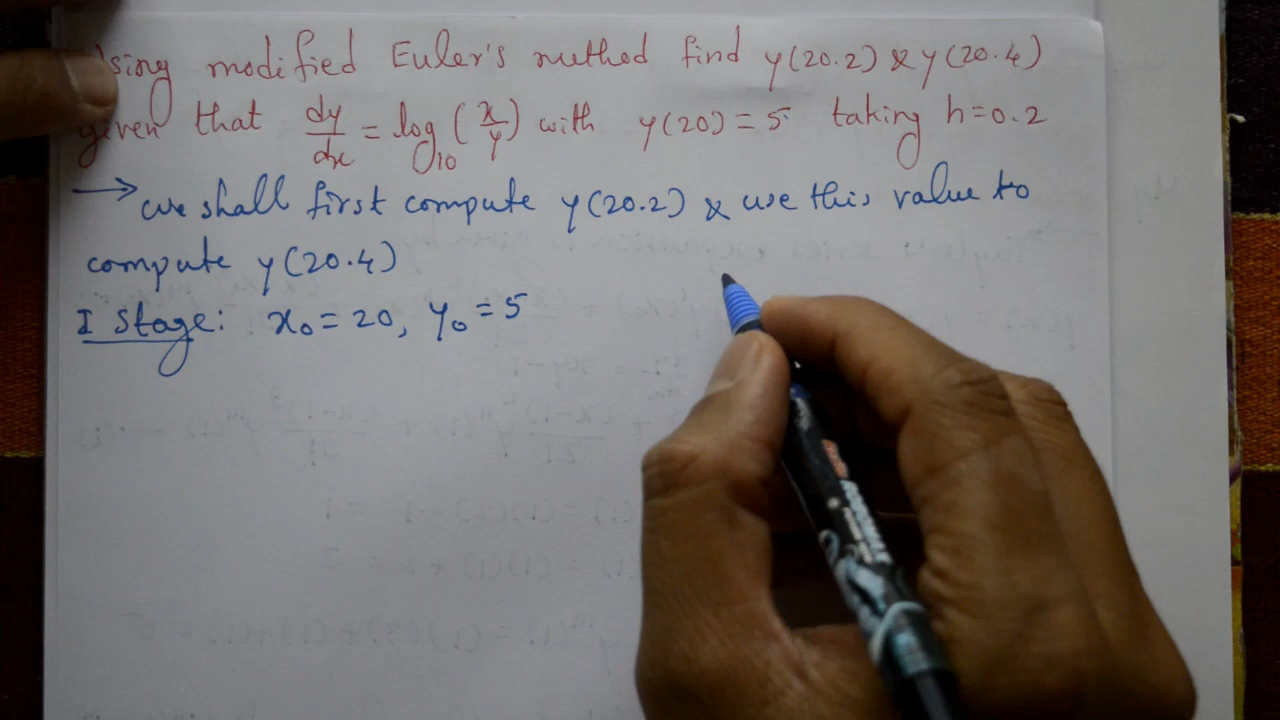 sing modified Euler's method find y(20.2) & y(20.4)
given that dy/dx = log₁₀(x/y) with y(20) = 5 taking h=0.2
→ we shall first compute y(20.2) & use this value to
compute y(20.4)
I Stage: x₀ = 20, y₀ = 5